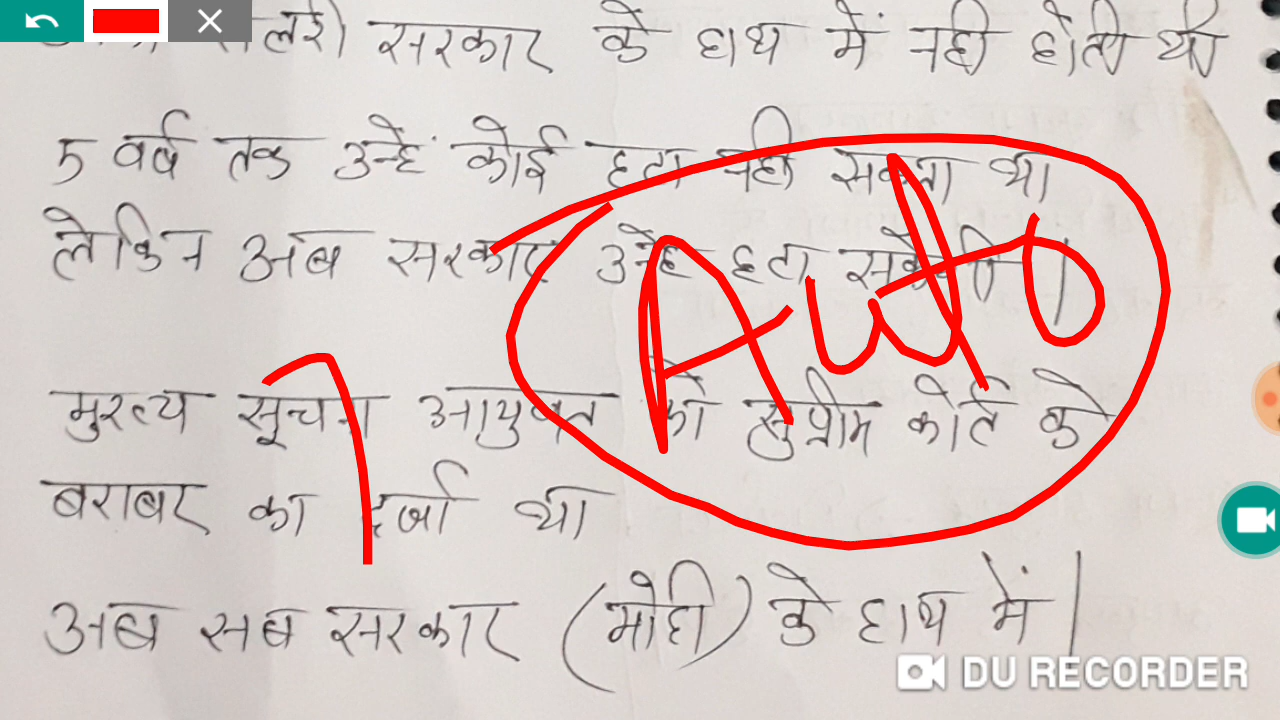 सरकार के हाथ में नही होती थी
5 वर्ष तक उन्हें कोई हटा नही सकता था
लेकिन अब सरकार उन्हें हटा सकेगी।
Auto
मुख्य सूचना आयुक्त को सुप्रीम कोर्ट के
बराबर का दर्जा था
अब सब सरकार (मोदी) के हाथ में।
DU RECORDER